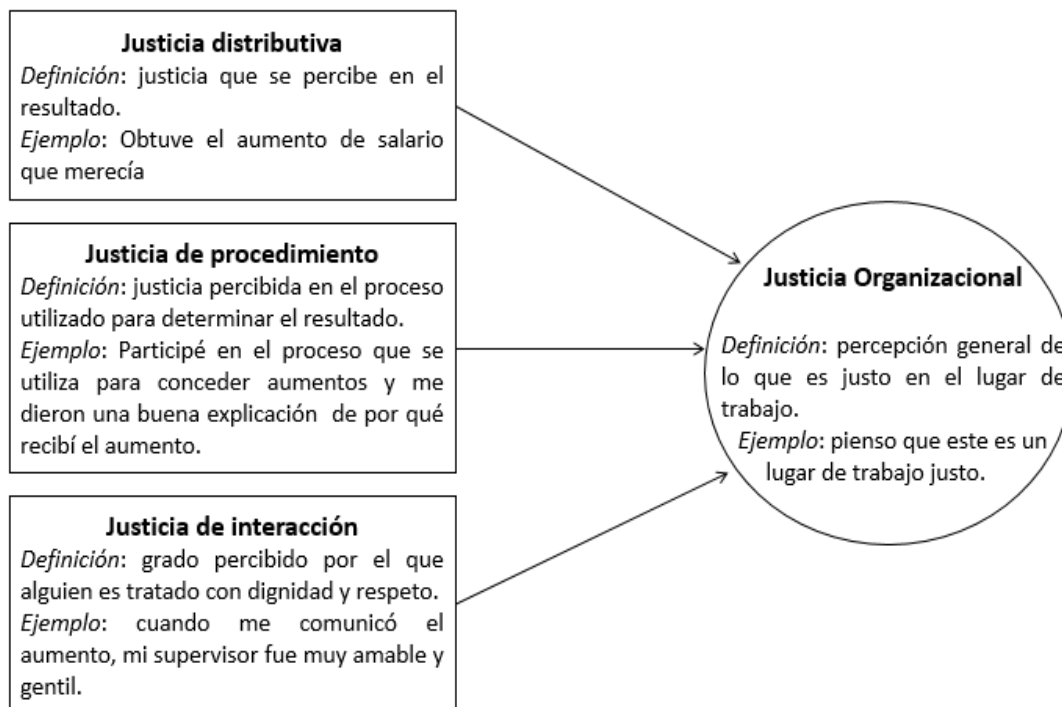 Justicia distributiva
Definición: justicia que se percibe en el
resultado.
Ejemplo: Obtuve el aumento de salario
que merecía
Justicia de procedimiento
Definición: justicia percibida en el proceso
utilizado para determinar el resultado.
Ejemplo: Participé en el proceso que se
utiliza para conceder aumentos y me
dieron una buena explicación de por qué
recibí el aumento.
Justicia de interacción
Definición: grado percibido por el que
alguien es tratado con dignidad y respeto.
Ejemplo: cuando me comunicó el
aumento, mi supervisor fue muy amable y
gentil.
Justicia Organizacional
Definición: percepción general de
lo que es justo en el lugar de
trabajo.
Ejemplo: pienso que este es un
lugar de trabajo justo.